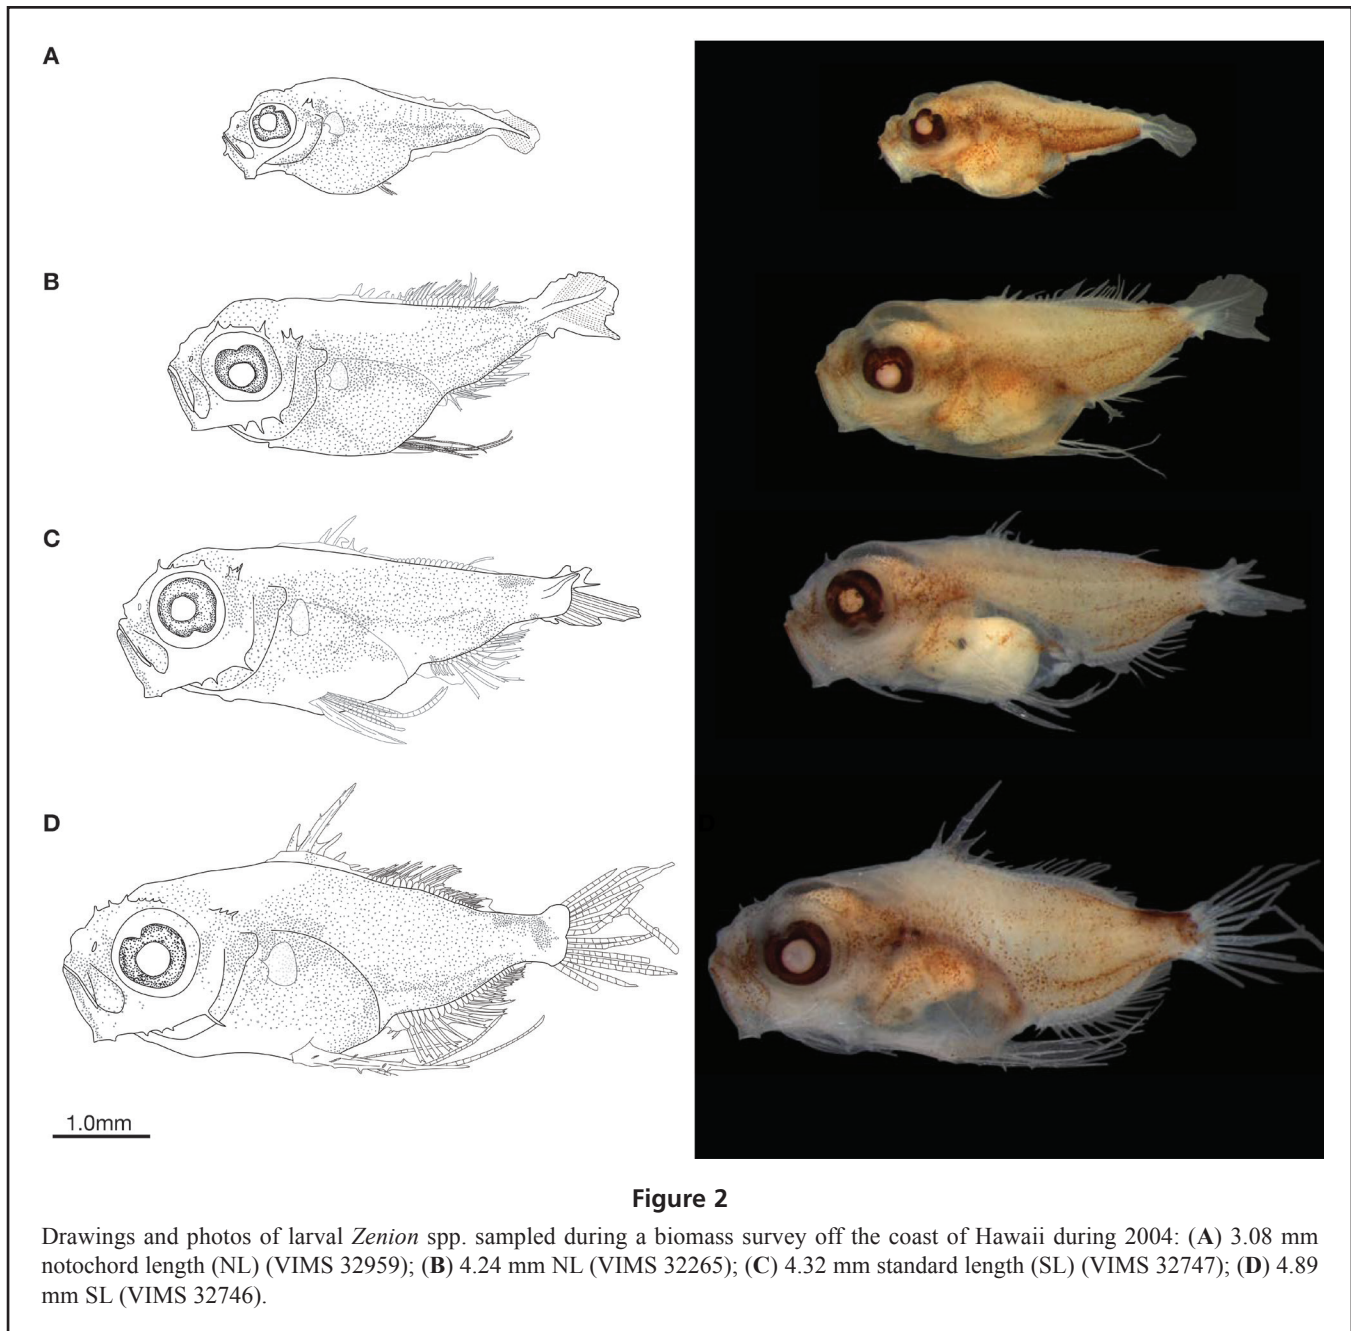 A
B
C
D
D
1.0mm
Figure 2
Drawings and photos of larval Zenion spp. sampled during a biomass survey off the coast of Hawaii during 2004: (A) 3.08 mm
notochord length (NL) (VIMS 32959); (B) 4.24 mm NL (VIMS 32265); (C) 4.32 mm standard length (SL) (VIMS 32747); (D) 4.89
mm SL (VIMS 32746).